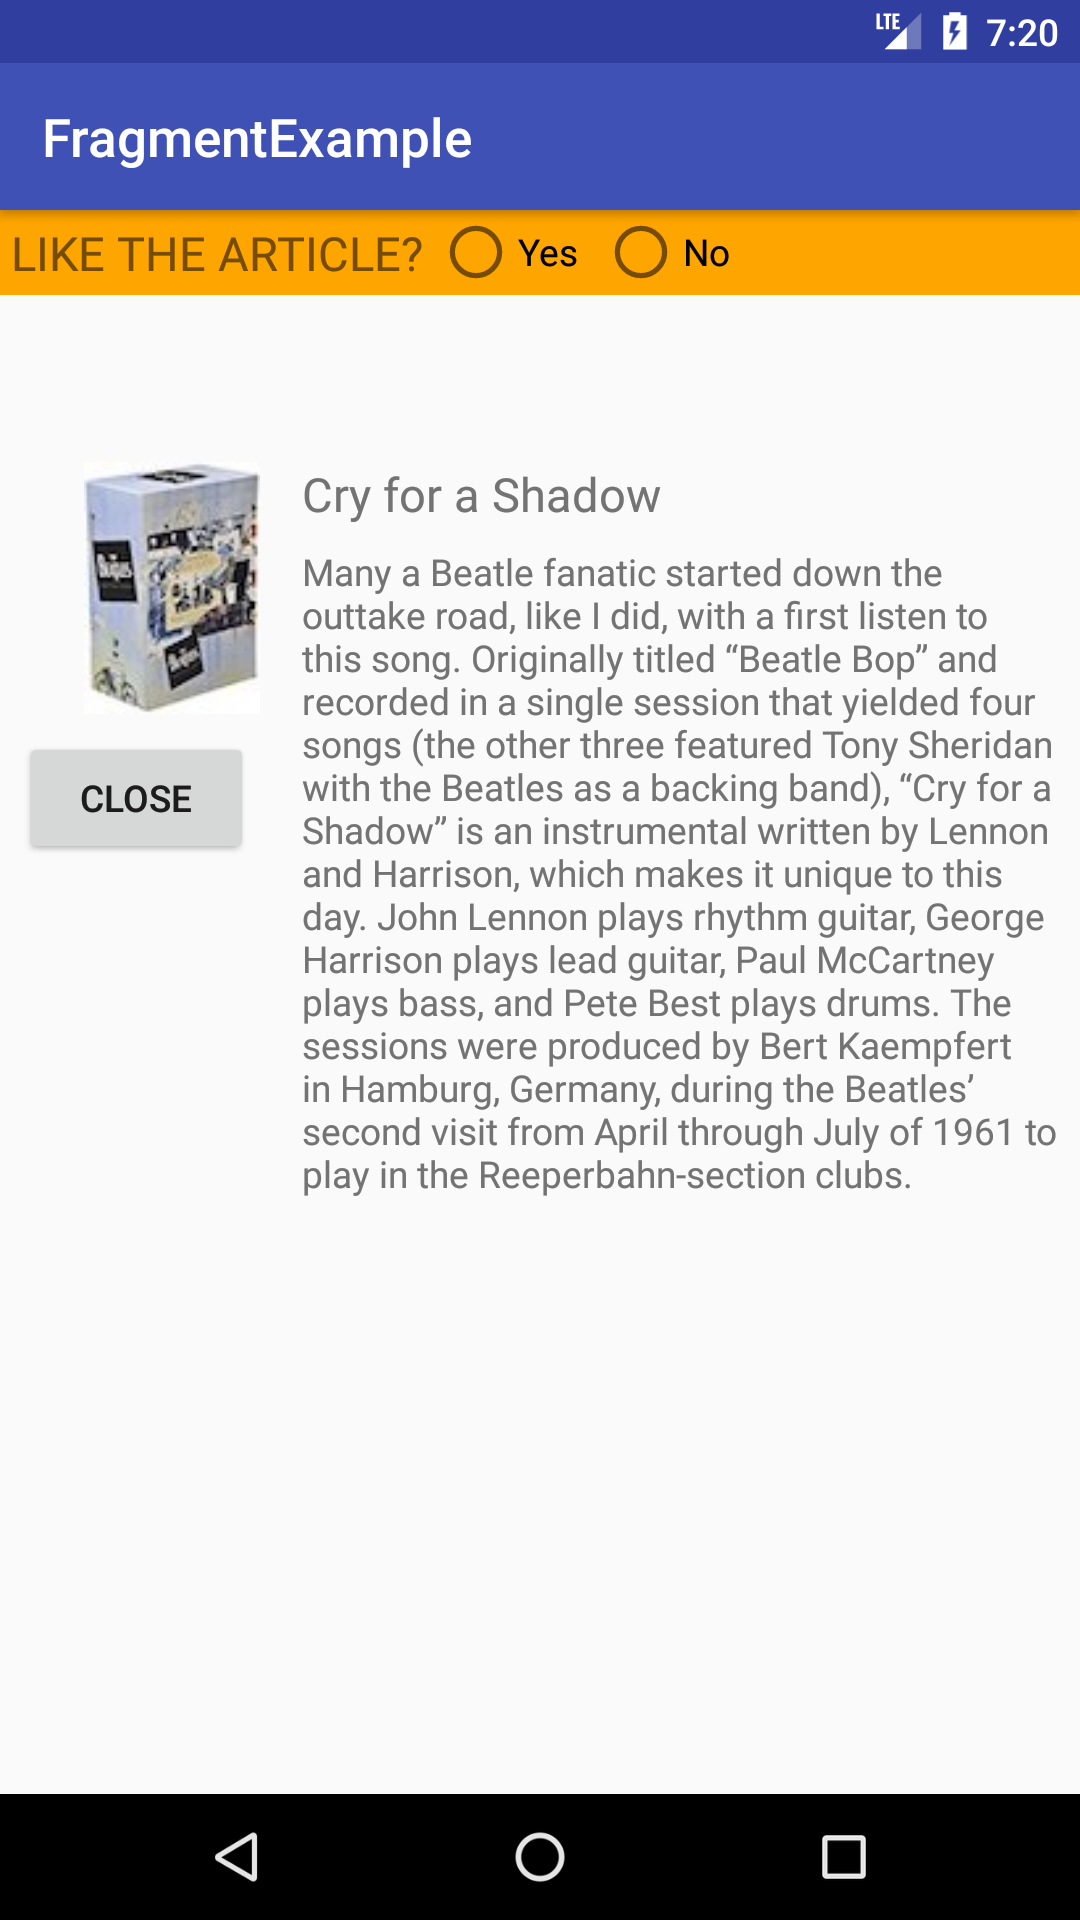 LTE 7:20
FragmentExample
LIKE THE ARTICLE? Yes No
Cry for a Shadow
Many a Beatle fanatic started down the
outtake road, like I did, with a first listen to
this song. Originally titled “Beatle Bop” and
recorded in a single session that yielded four
songs (the other three featured Tony Sheridan
with the Beatles as a backing band), “Cry for a
Shadow” is an instrumental written by Lennon
and Harrison, which makes it unique to this
day. John Lennon plays rhythm guitar, George
Harrison plays lead guitar, Paul McCartney
plays bass, and Pete Best plays drums. The
sessions were produced by Bert Kaempfert
in Hamburg, Germany, during the Beatles’
second visit from April through July of 1961 to
play in the Reeperbahn-section clubs.
CLOSE